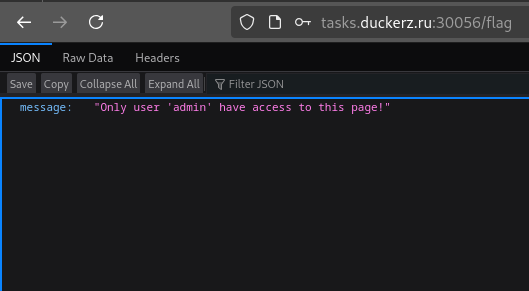 tasks.duckerz.ru:30056/flag
JSON Raw Data Headers
Save Copy Collapse All Expand All Filter JSON
message: "Only user 'admin' have access to this page!"